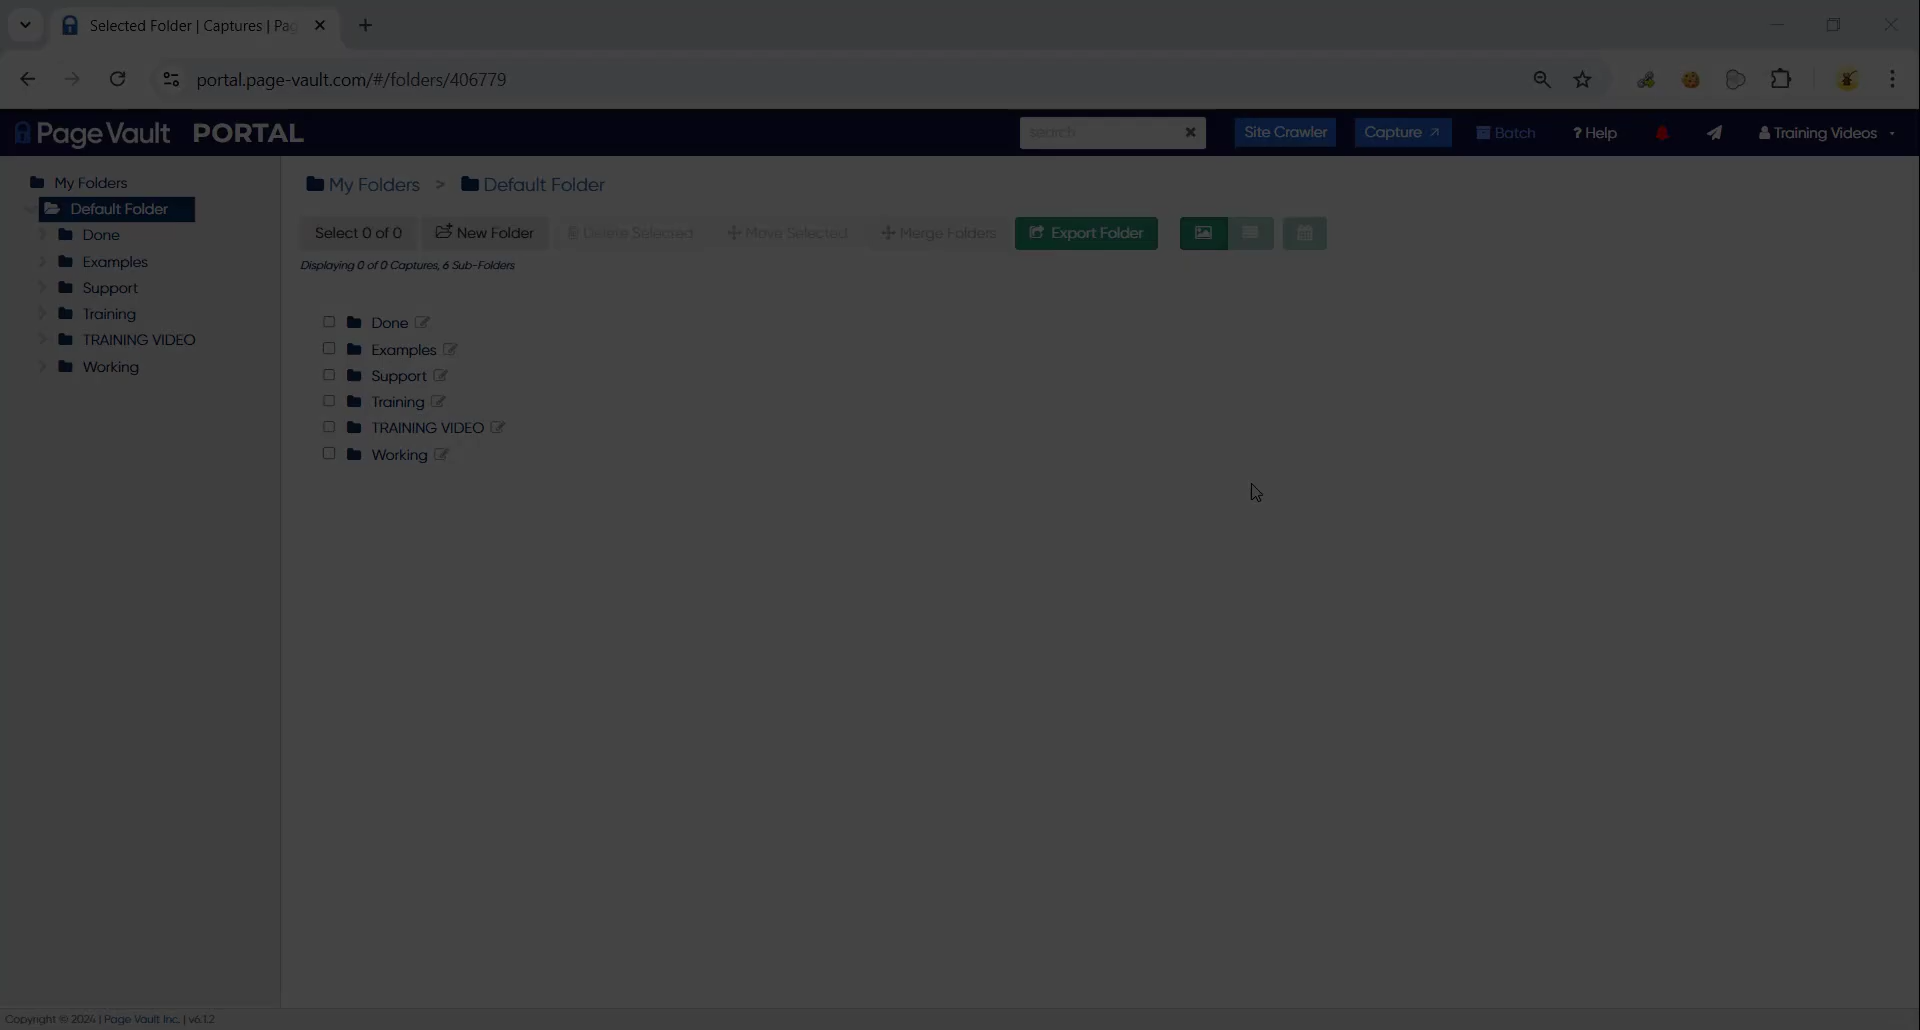 Selected Folder | Captures | Pag
portal.page-vault.com/#/folders/406779
Page Vault PORTAL
search
Site Crawler
Capture
Batch
? Help
Training Videos
My Folders
Default Folder
Done
Examples
Support
Training
TRAINING VIDEO
Working
My Folders > Default Folder
Select 0 of 0
New Folder
Delete Selected
Move Selected
Merge Folders
Export Folder
Displaying 0 of 0 Captures, 6 Sub-Folders
Done
Examples
Support
Training
TRAINING VIDEO
Working
Copyright © 2024 | Page Vault Inc. | v6.1.2